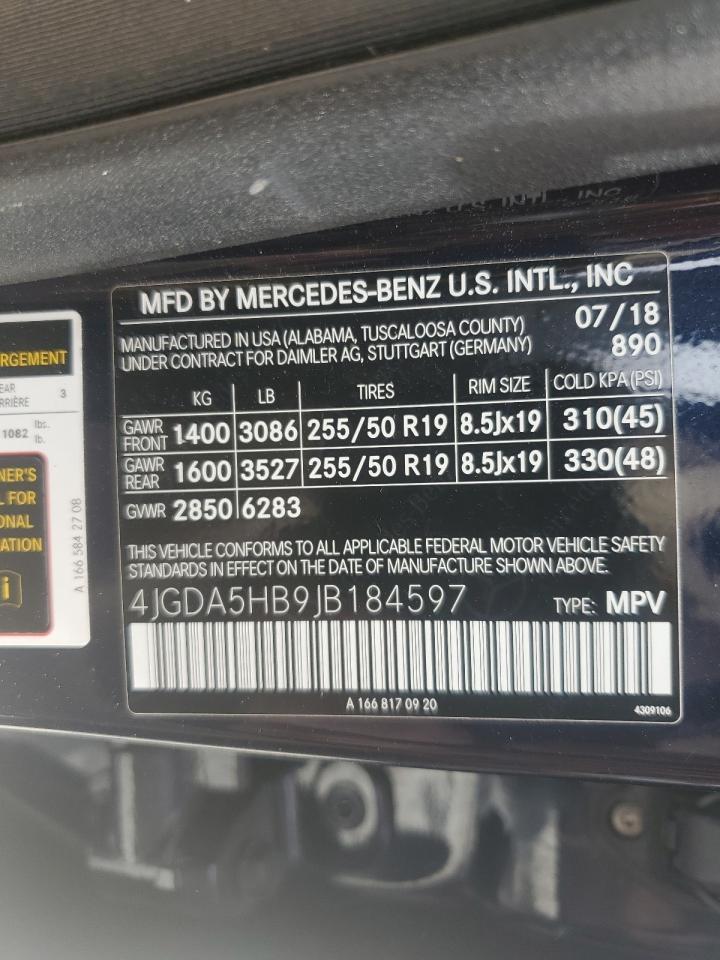 MFD BY MERCEDES-BENZ U.S. INTL., INC
MANUFACTURED IN USA (ALABAMA, TUSCALOOSA COUNTY) 07/18
UNDER CONTRACT FOR DAIMLER AG, STUTTGART (GERMANY) 890
KG LB TIRES RIM SIZE COLD KPA(PSI)
GAWR FRONT 1400 3086 255/50 R19 8.5Jx19 310(45)
GAWR REAR 1600 3527 255/50 R19 8.5Jx19 330(48)
GVWR 2850 6283
THIS VEHICLE CONFORMS TO ALL APPLICABLE FEDERAL MOTOR VEHICLE SAFETY
STANDARDS IN EFFECT ON THE DATE OF MANUFACTURE SHOWN ABOVE.
4JGDA5HB9JB184597 TYPE: MPV
A 166 817 09 20
4309106
RGEMENT
EAR
RRIÈRE 3
1082 lbs.
lb.
NER'S
L FOR
ONAL
ATION
i
A 166 584 27 08